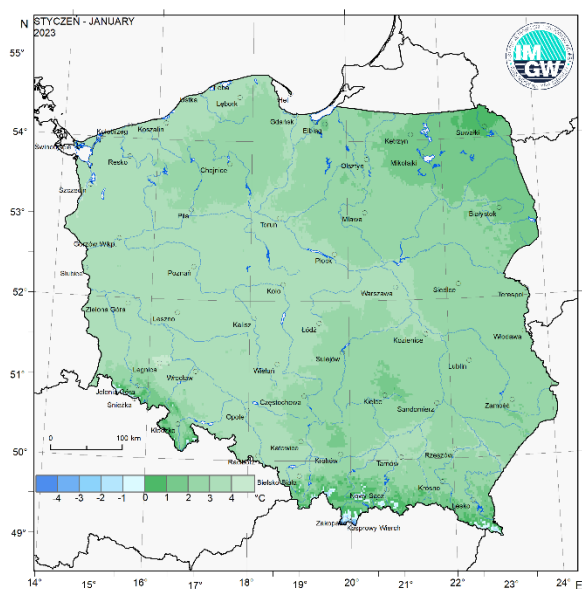 N
STYCZEŃ - JANUARY
2023
IM
GW
55°
Łeba
Hel
Lębork
Gdańsk
Elbląg
Suwałki
54°
Kołobrzeg
Koszalin
Kętrzyn
Resko
Olsztyn
Mikołajki
Chojnice
Szczecin
53°
Piła
Toruń
Mława
Białystok
Gorzów Wlkp.
Płock
Słubice
Poznań
Koło
Warszawa
Siedlce
Terespol
52°
Zielona Góra
Leszno
Kalisz
Łódź
Kozienice
Włodawa
Sulejów
51°
Legnica
Wrocław
Wieluń
Lublin
Jelenia Góra
Śnieżka
Częstochowa
Kielce
Sandomierz
Zamość
Opole
Kłodzko
0 100 km
50°
Katowice
Racibórz
Kraków
Tarnów
Rzeszów
Bielsko Biała
Nowy Sącz
Krosno
Lesko
-4 -3 -2 -1 0 1 2 3 4 °C
Zakopane
Kasprowy Wierch
49°
14° 15° 16° 17° 18° 19° 20° 21° 22° 23° 24° E